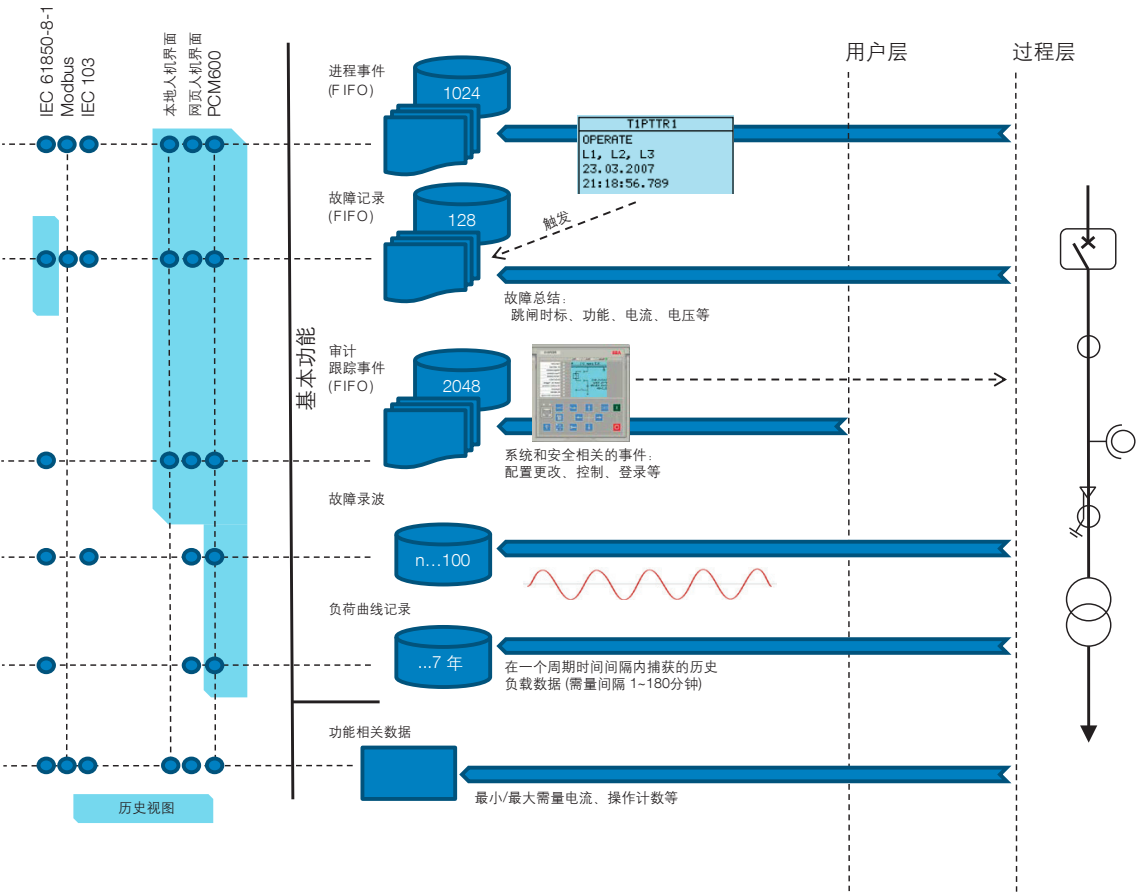 IEC 61850-8-1
Modbus
IEC 103
本地人机界面
网页人机界面
PCM600
用户层
过程层
进程事件
(FIFO)
1024
T1PTTR1
OPERATE
L1, L2, L3
23.03.2007
21:18:56.789
故障记录
(FIFO)
128
触发
故障总结:
跳闸时标、功能、电流、电压等
基本功能
审计
跟踪事件
(FIFO)
2048
系统和安全相关的事件:
配置更改、控制、登录等
故障录波
n...100
负荷曲线记录
...7 年
在一个周期时间间隔内捕获的历史
负载数据 (需量间隔 1~180分钟)
功能相关数据
最小/最大需量电流、操作计数等
历史视图